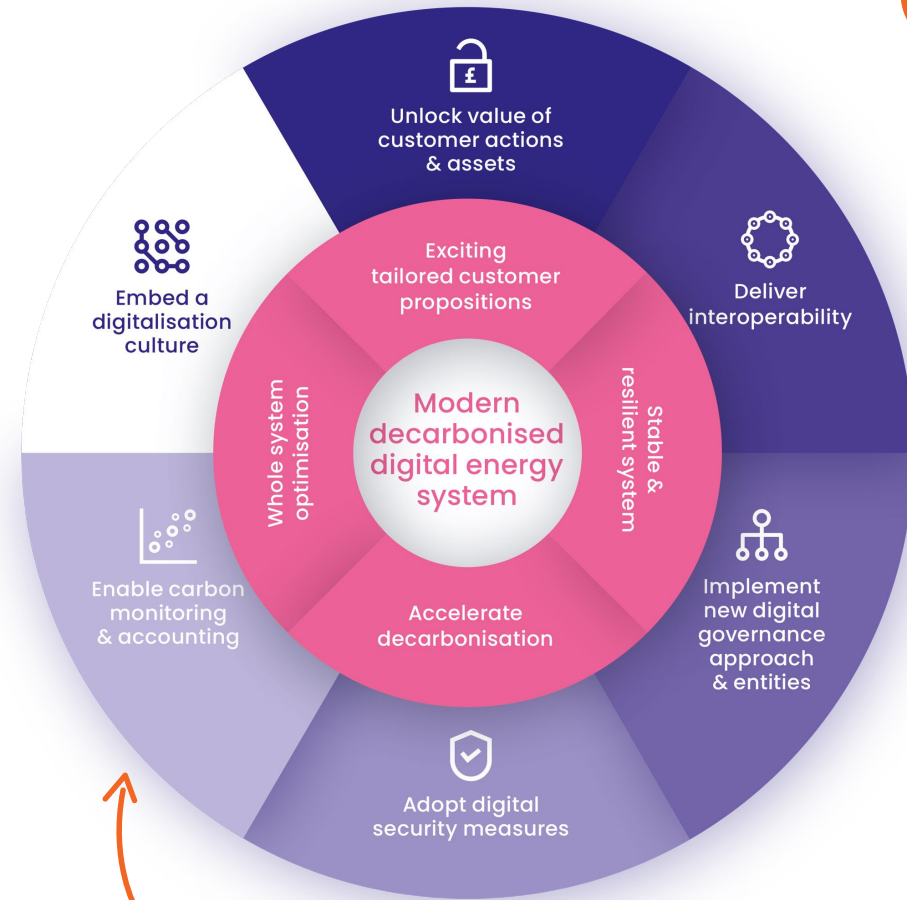 £
Unlock value of
customer actions
& assets
Deliver
interoperability
Implement
new digital
governance
approach
& entities
Adopt digital
security measures
Enable carbon
monitoring
& accounting
Embed a
digitalisation
culture
Exciting
tailored customer
propositions
Stable &
resilient system
Accelerate
decarbonisation
Whole system
optimisation
Modern
decarbonised
digital energy
system